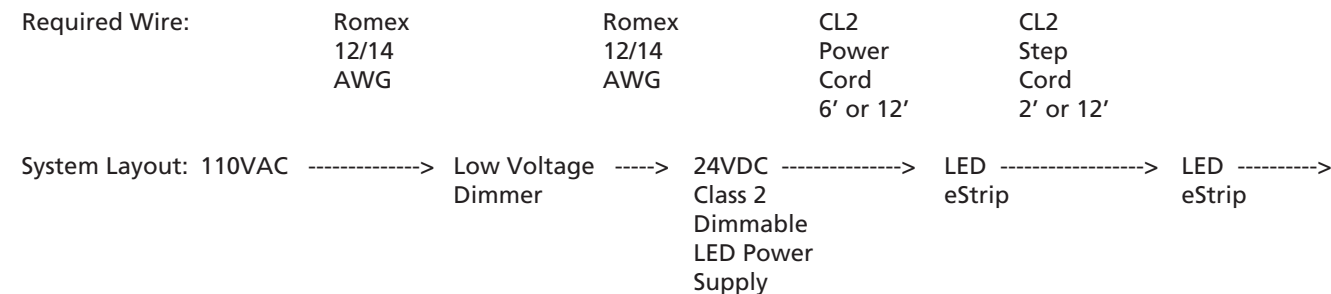 Required Wire: Romex Romex CL2 CL2
12/14 12/14 Power Step
AWG AWG Cord Cord
6’ or 12’ 2’ or 12’
System Layout: 110VAC --------------> Low Voltage -----> 24VDC ---------------> LED ------------------> LED ---------->
Dimmer Class 2 eStrip eStrip
Dimmable
LED Power
Supply